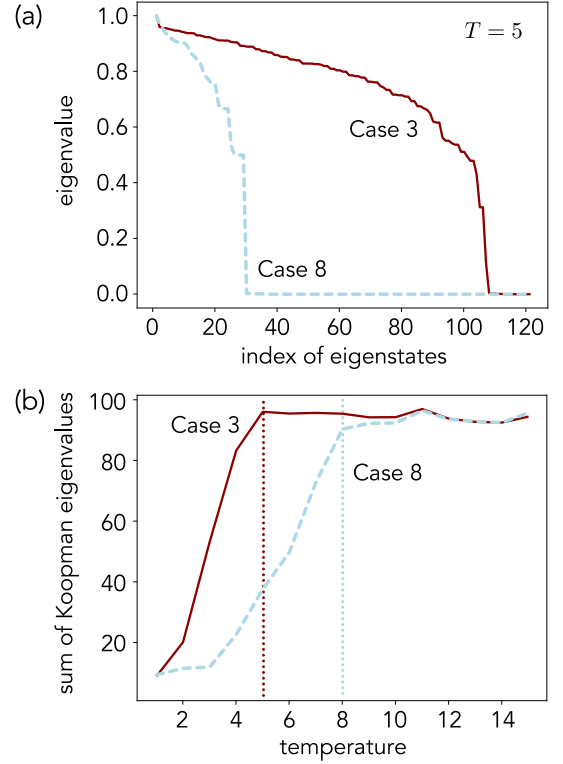 (a)
T = 5
1.0
0.8
0.6
0.4
0.2
0.0
eigenvalue
Case 3
Case 8
0 20 40 60 80 100 120
index of eigenstates
(b)
100
80
60
40
20
sum of Koopman eigenvalues
Case 3
Case 8
2 4 6 8 10 12 14
temperature